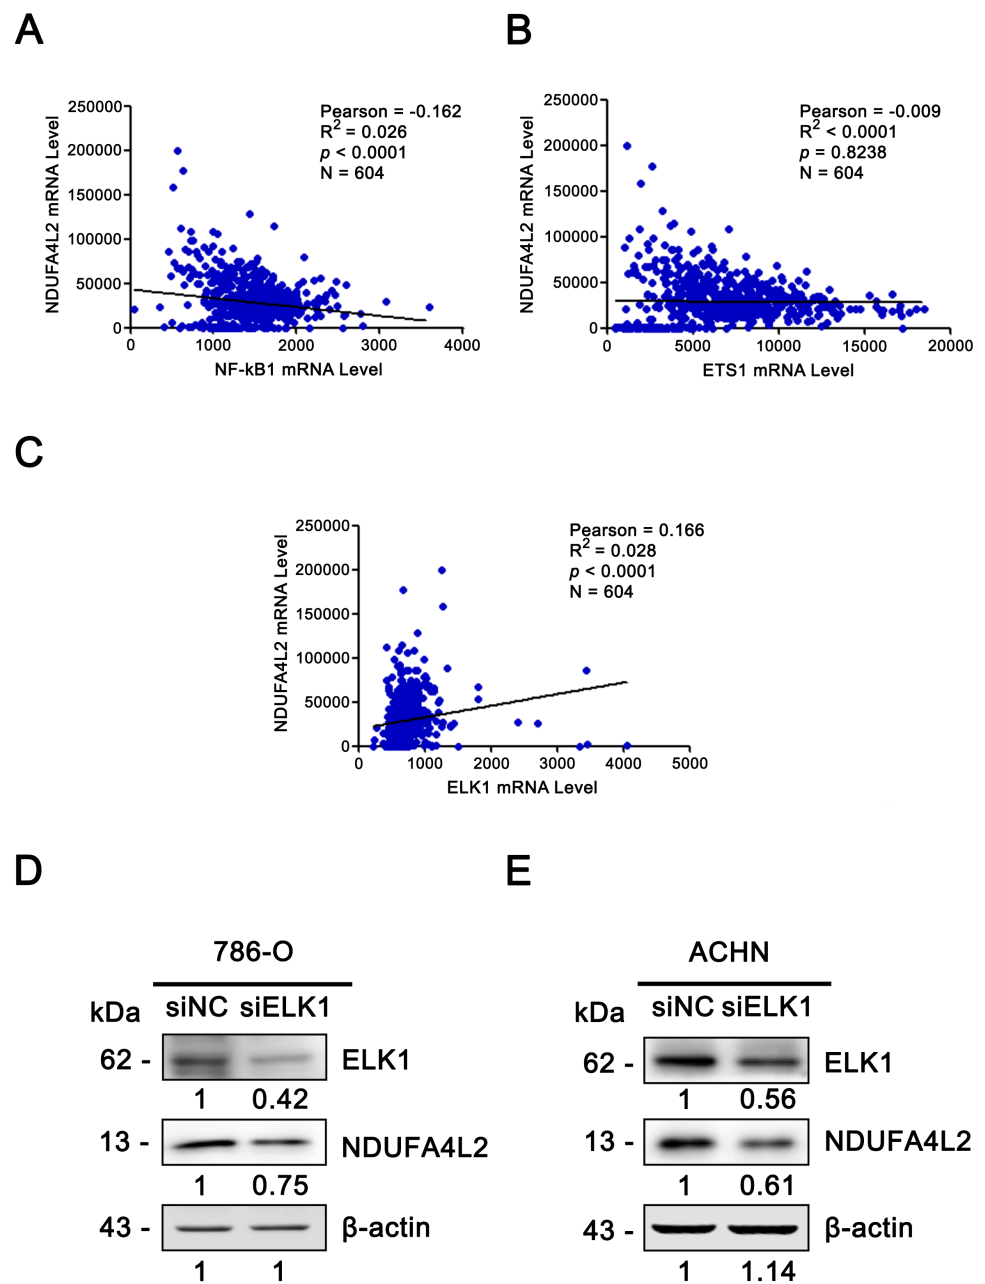 A
B
NDUFA4L2 mRNA Level
250000
200000
150000
100000
50000
0
Pearson = -0.162
R² = 0.026
p < 0.0001
N = 604
0 1000 2000 3000 4000
NF-kB1 mRNA Level
NDUFA4L2 mRNA Level
250000
200000
150000
100000
50000
0
Pearson = -0.009
R² < 0.0001
p = 0.8238
N = 604
0 5000 10000 15000 20000
ETS1 mRNA Level
C
NDUFA4L2 mRNA Level
250000
200000
150000
100000
50000
0
Pearson = 0.166
R² = 0.028
p < 0.0001
N = 604
0 1000 2000 3000 4000 5000
ELK1 mRNA Level
D
786-O
kDa siNC siELK1
62 - ELK1
1 0.42
13 - NDUFA4L2
1 0.75
43 - β-actin
1 1
E
ACHN
kDa siNC siELK1
62 - ELK1
1 0.56
13 - NDUFA4L2
1 0.61
43 - β-actin
1 1.14